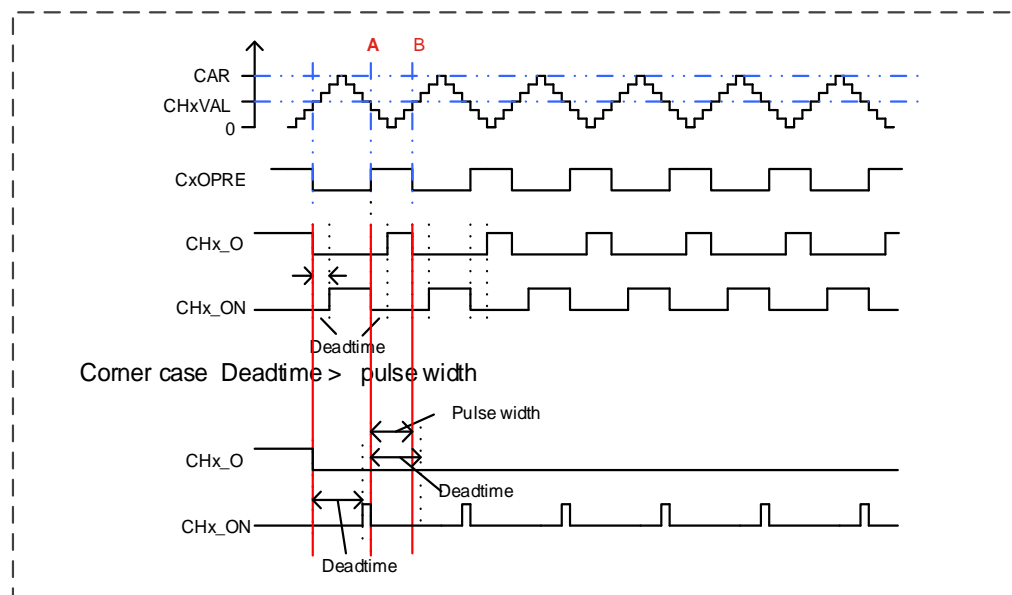 A B
CAR
CHxVAL
0
CxOPRE
CHx_O
CHx_ON
Deadtime
Corner case Deadtime > pulse width
Pulse width
CHx_O
Deadtime
CHx_ON
Deadtime